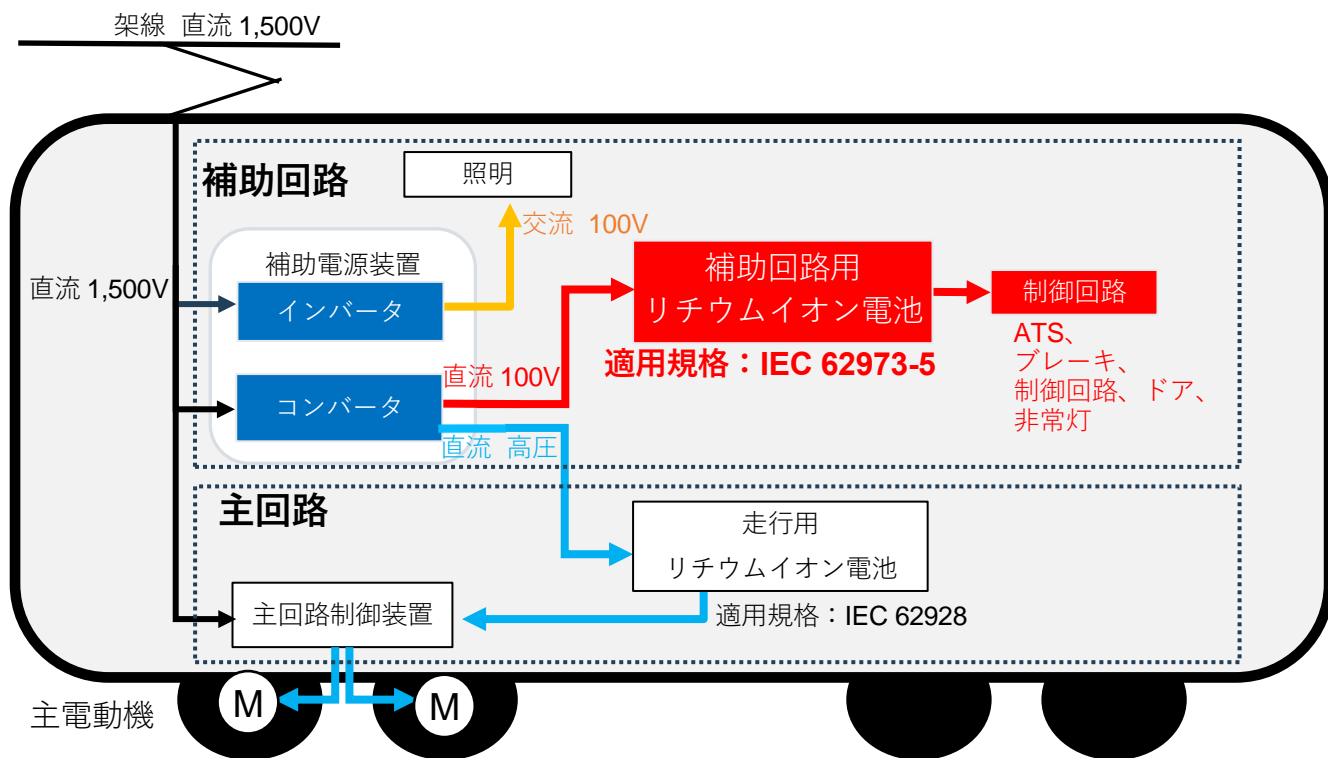 架線 直流 1,500V
補助回路
照明
交流 100V
補助電源装置
直流 1,500V
インバータ
コンバータ
直流 100V
直流 高圧
補助回路用
リチウムイオン電池
適用規格：IEC 62973-5
制御回路
ATS、
ブレーキ、
制御回路、ドア、
非常灯
主回路
走行用
リチウムイオン電池
適用規格：IEC 62928
主回路制御装置
主電動機
M
M